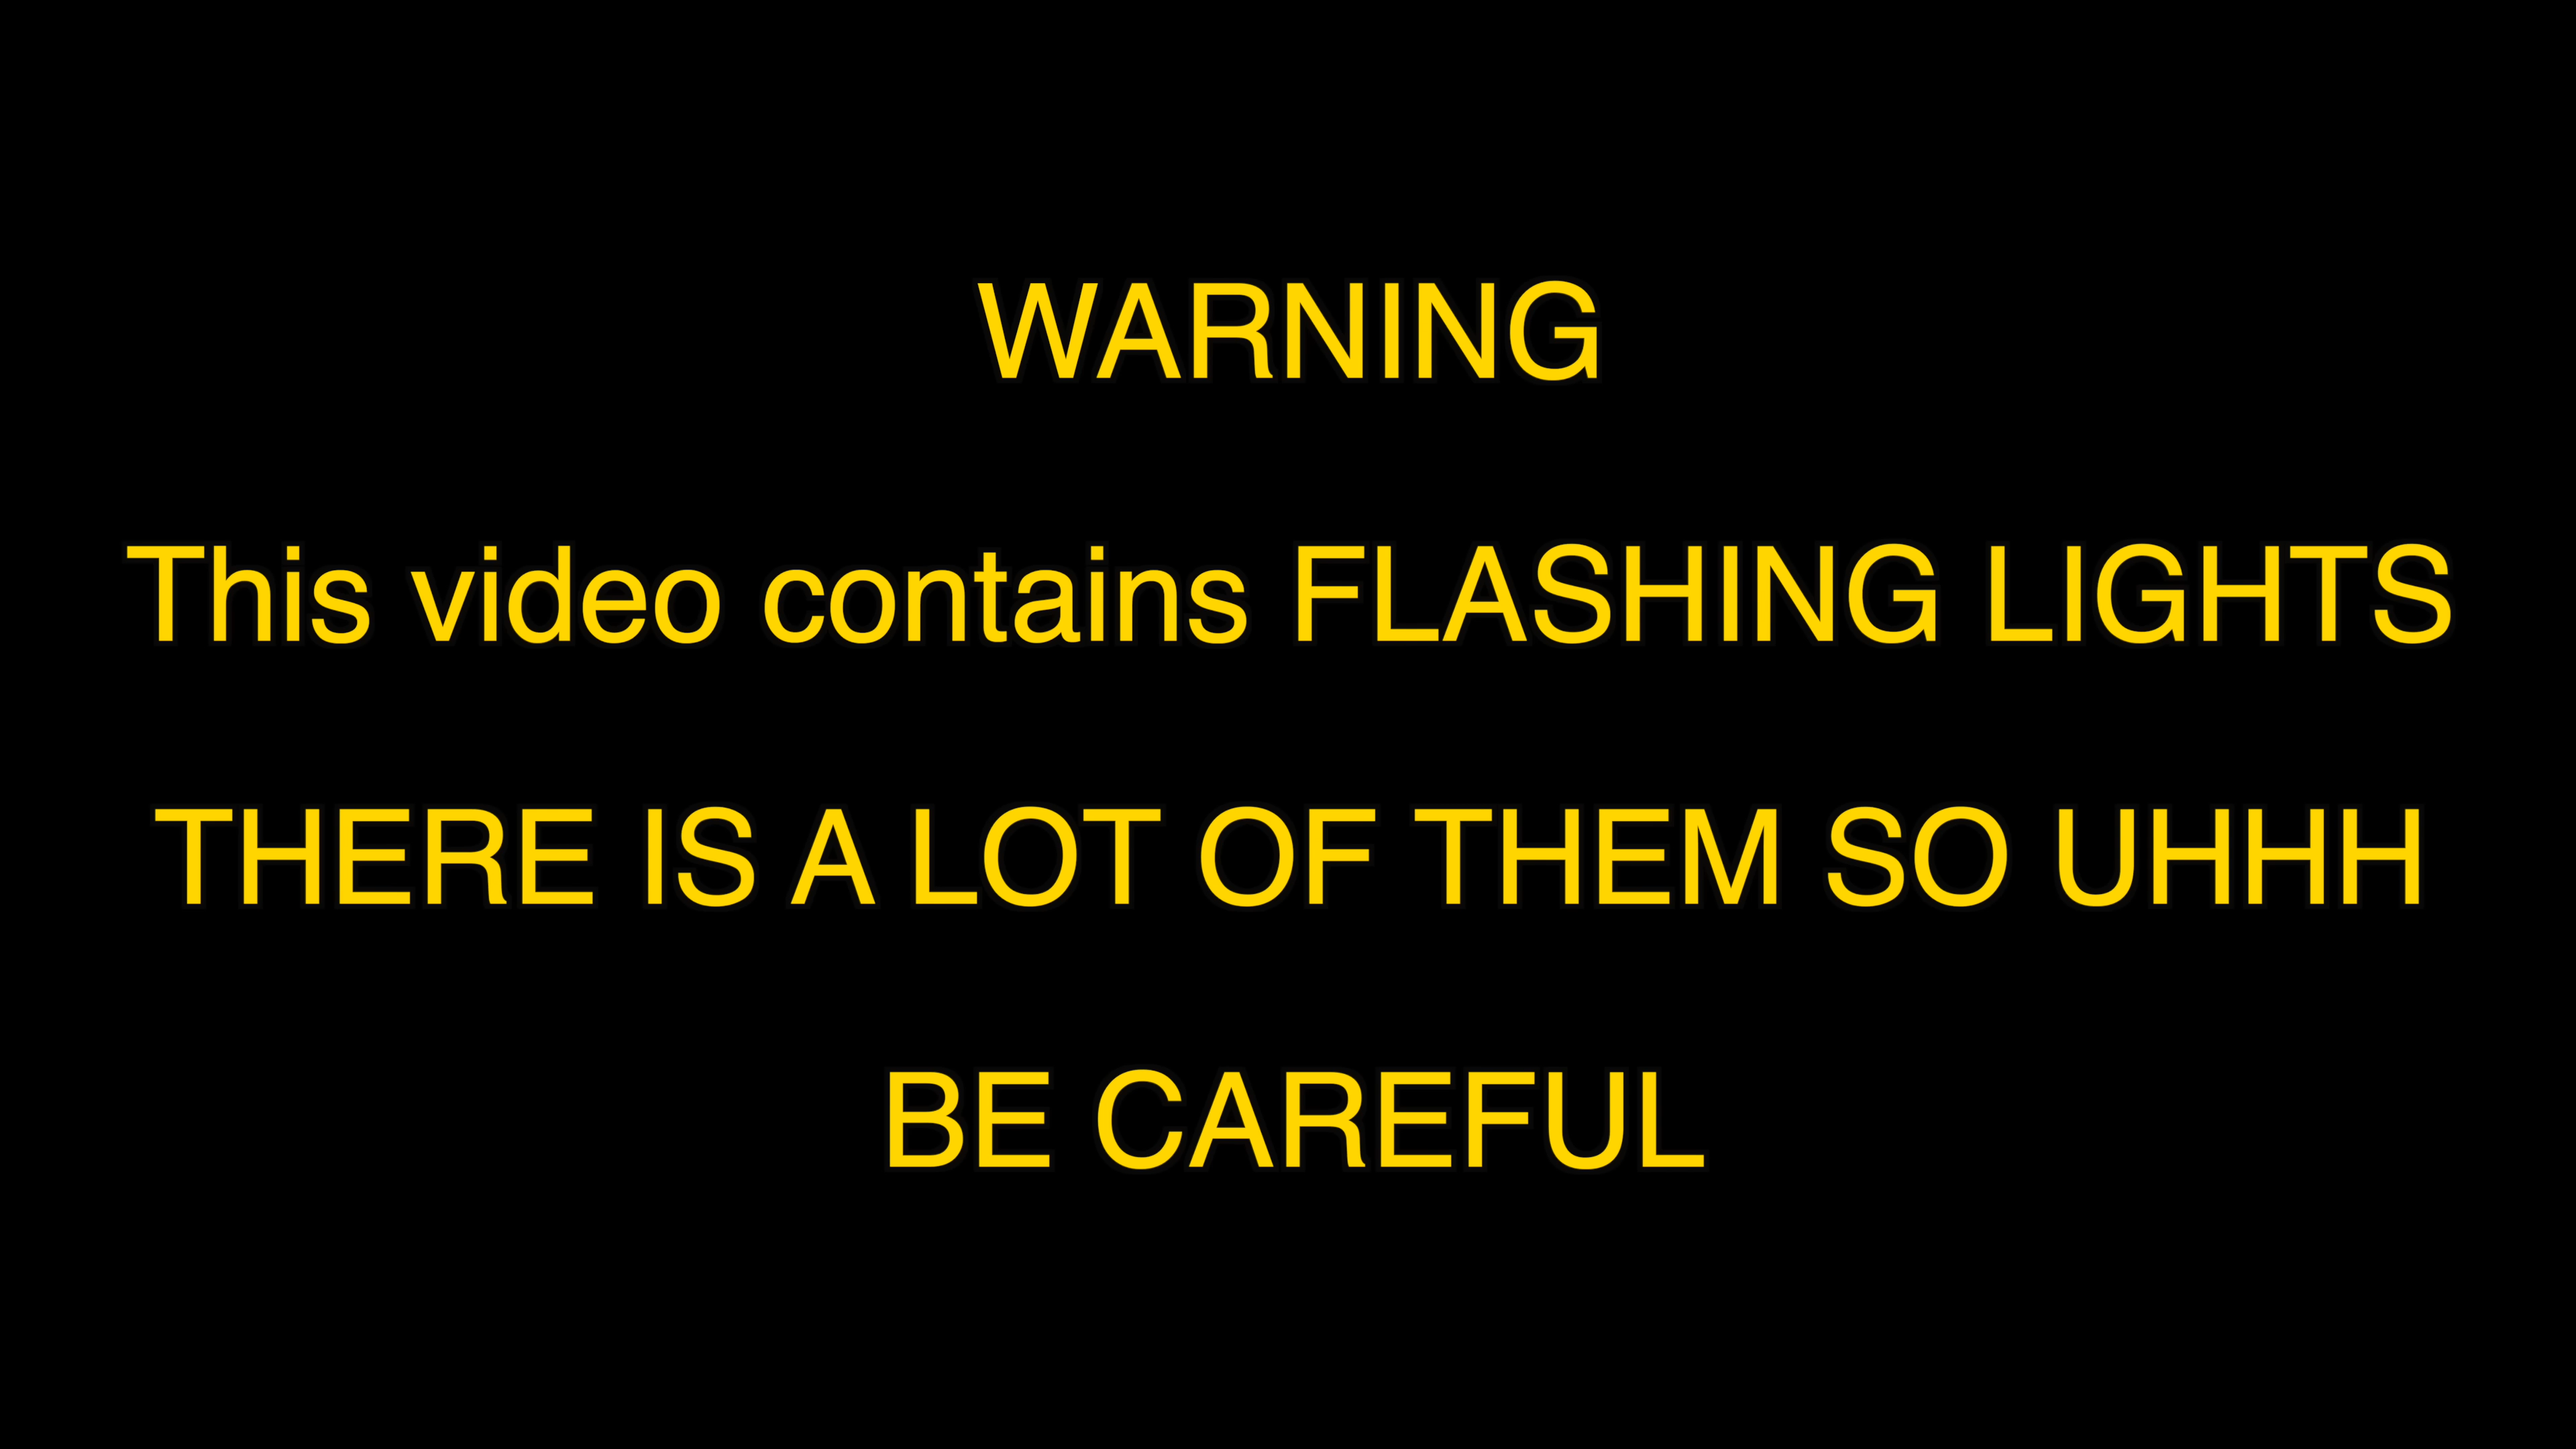 WARNING
This video contains FLASHING LIGHTS
THERE IS A LOT OF THEM SO UHHH
BE CAREFUL